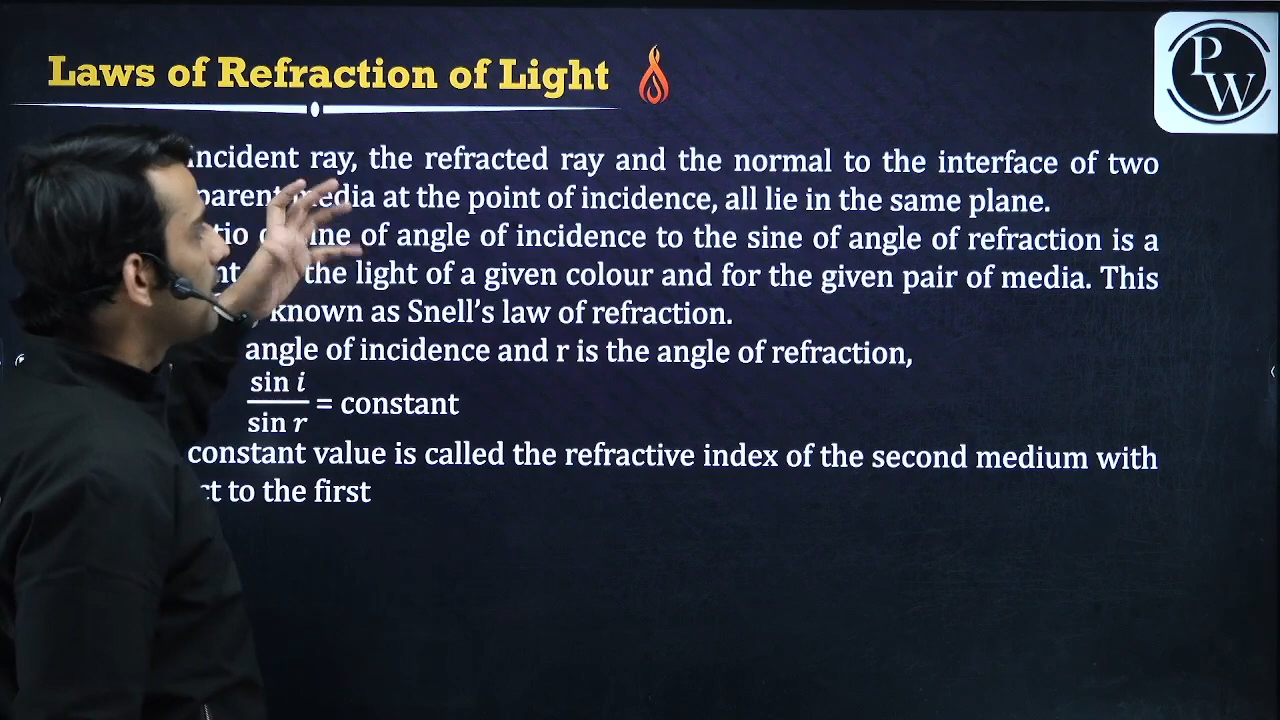 Laws of Refraction of Light
PW
incident ray, the refracted ray and the normal to the interface of two
media at the point of incidence, all lie in the same plane.
of angle of incidence to the sine of angle of refraction is a
the light of a given colour and for the given pair of media. This
known as Snell's law of refraction.
angle of incidence and r is the angle of refraction,
sin i
= constant
sin r
constant value is called the refractive index of the second medium with
to the first